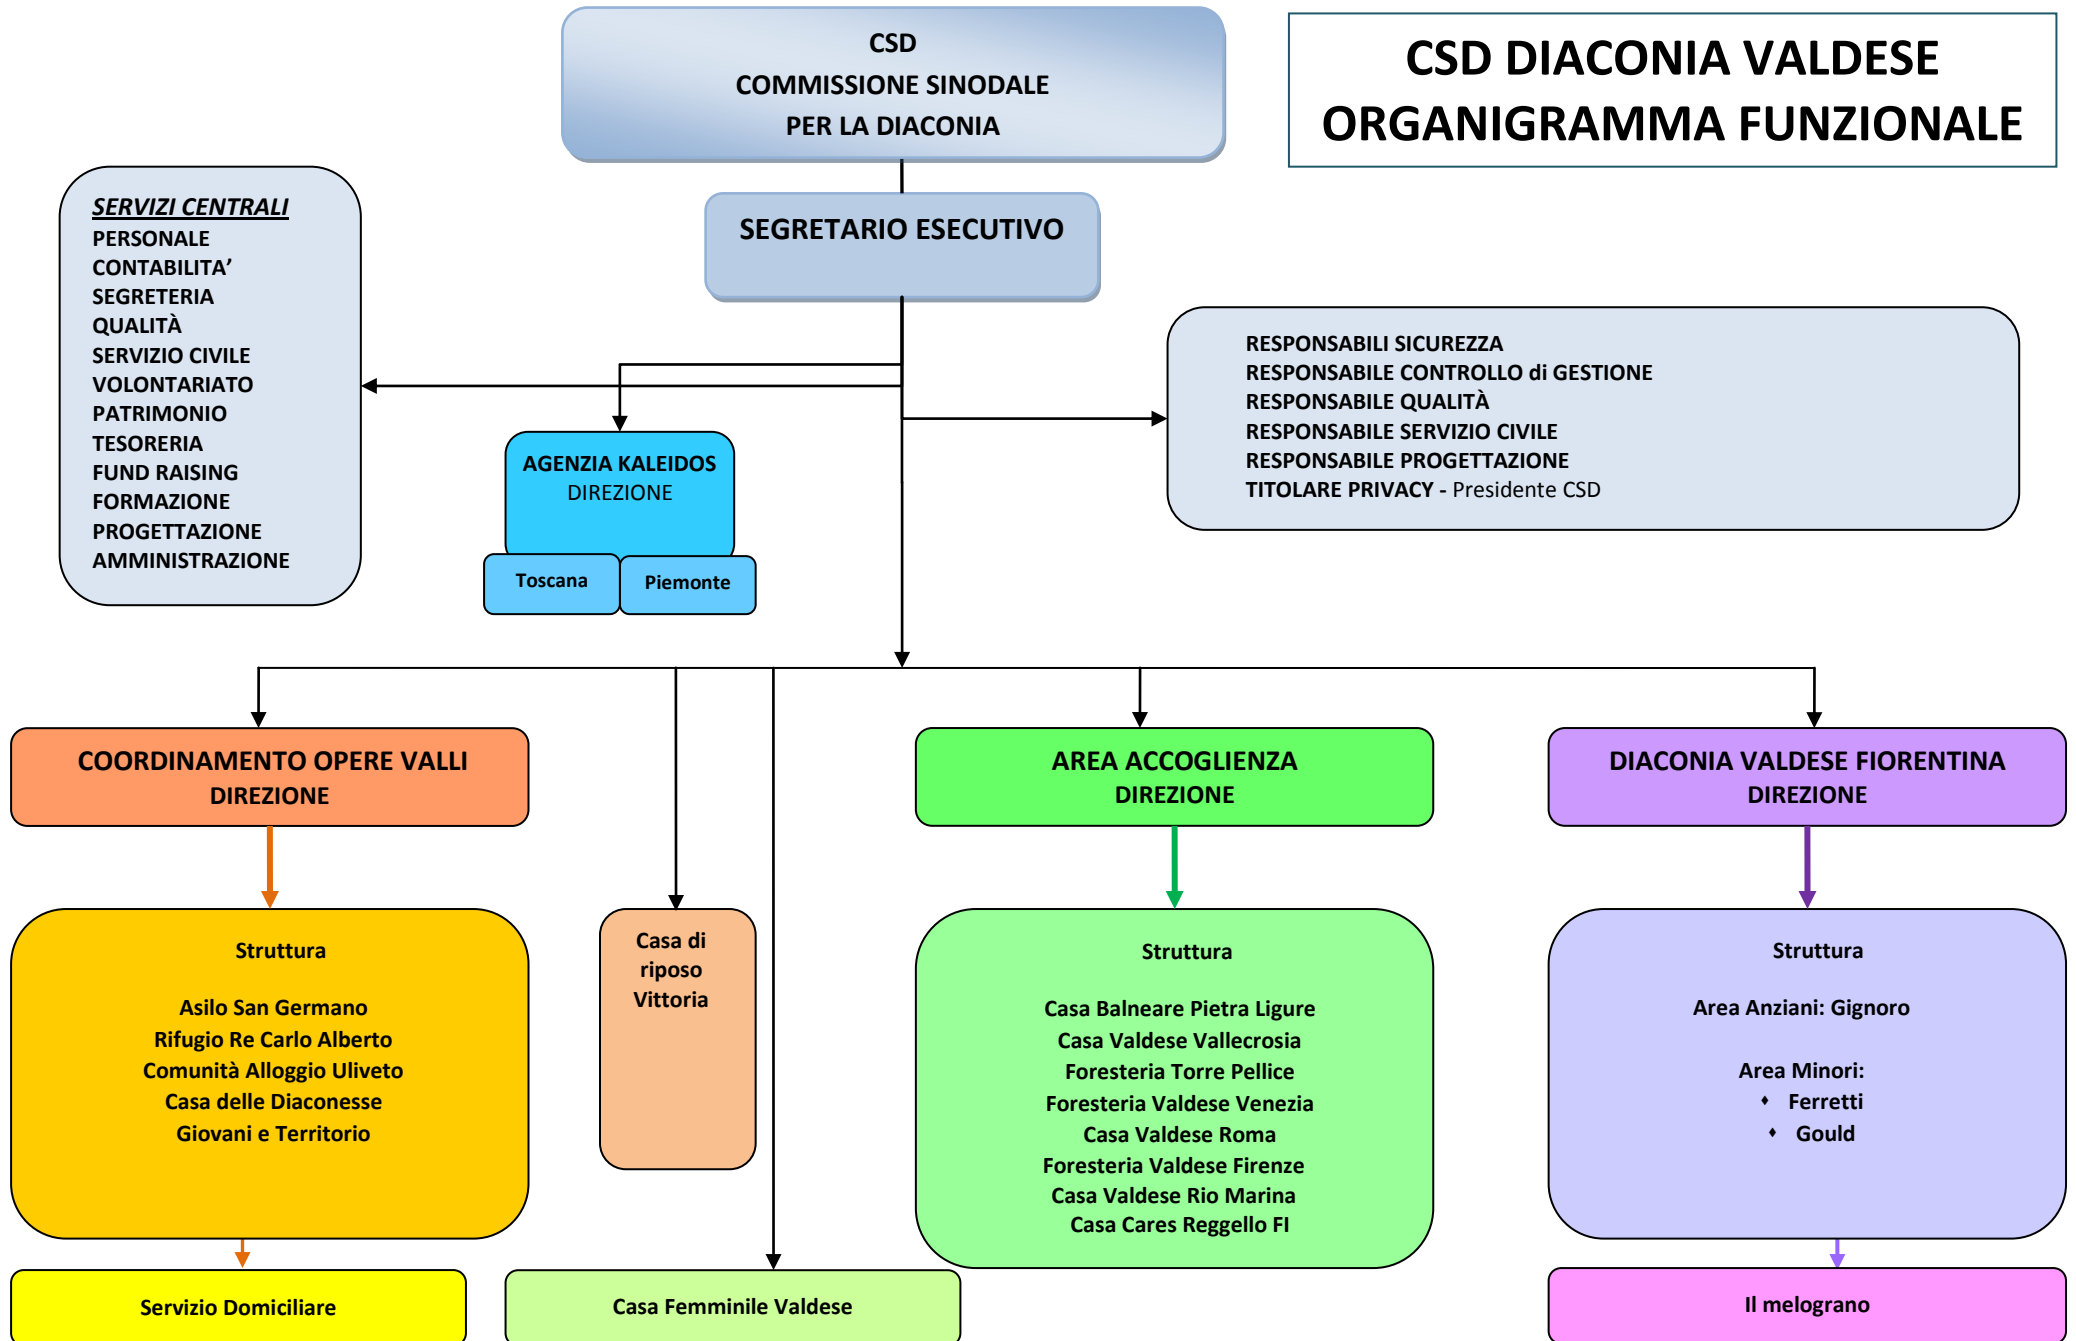 CSD
COMMISSIONE SINODALE
PER LA DIACONIA
CSD DIACONIA VALDESE
ORGANIGRAMMA FUNZIONALE
SERVIZI CENTRALI
PERSONALE
CONTABILITA’
SEGRETERIA
QUALITÀ
SERVIZIO CIVILE
VOLONTARIATO
PATRIMONIO
TESORERIA
FUND RAISING
FORMAZIONE
PROGETTAZIONE
AMMINISTRAZIONE
SEGRETARIO ESECUTIVO
RESPONSABILI SICUREZZA
RESPONSABILE CONTROLLO di GESTIONE
RESPONSABILE QUALITÀ
RESPONSABILE SERVIZIO CIVILE
RESPONSABILE PROGETTAZIONE
TITOLARE PRIVACY - Presidente CSD
AGENZIA KALEIDOS
DIREZIONE
Toscana
Piemonte
COORDINAMENTO OPERE VALLI
DIREZIONE
AREA ACCOGLIENZA
DIREZIONE
DIACONIA VALDESE FIORENTINA
DIREZIONE
Struttura
Asilo San Germano
Rifugio Re Carlo Alberto
Comunità Alloggio Uliveto
Casa delle Diaconesse
Giovani e Territorio
Casa di
riposo
Vittoria
Struttura
Casa Balneare Pietra Ligure
Casa Valdese Vallecrosia
Foresteria Torre Pellice
Foresteria Valdese Venezia
Casa Valdese Roma
Foresteria Valdese Firenze
Casa Valdese Rio Marina
Casa Cares Reggello FI
Struttura
Area Anziani: Gignoro
Area Minori:
♦ Ferretti
♦ Gould
Servizio Domiciliare
Casa Femminile Valdese
Il melograno